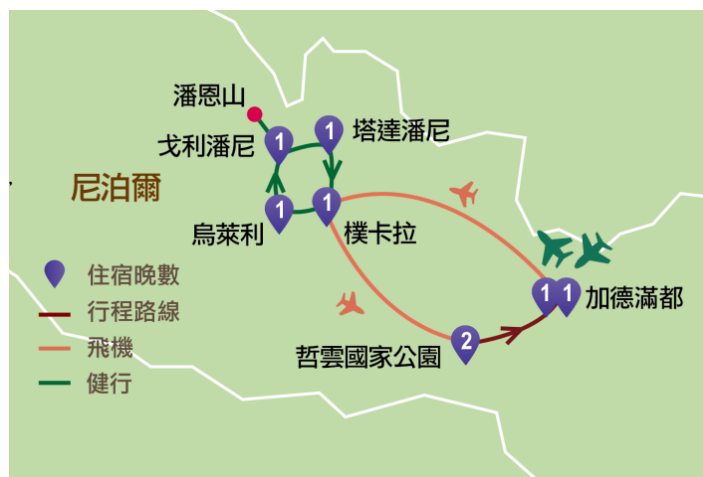 潘恩山
戈利潘尼
1
1
塔達潘尼
尼泊爾
烏萊利
1
1
樸卡拉
1
1
加德滿都
哲雲國家公園
2
住宿晚數
行程路線
飛機
健行